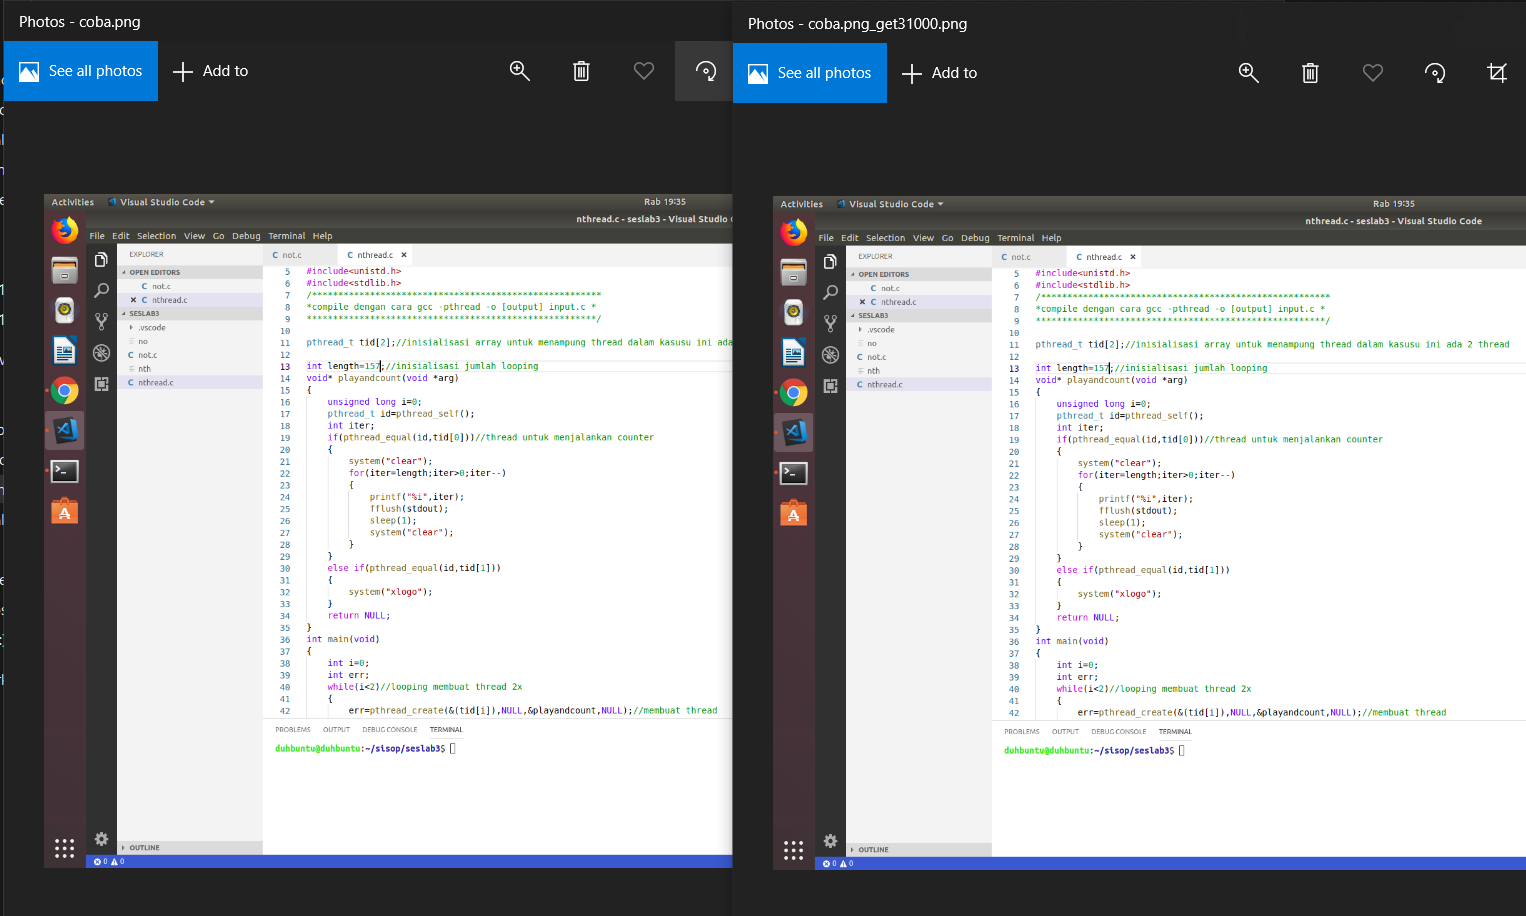 Photos - coba.png
See all photos
Add to
Activities
Visual Studio Code
Rab 19:35
nthread.c - seslab3 - Visual Studio
File Edit Selection View Go Debug Terminal Help
EXPLORER
OPEN EDITORS
C not.c
× C nthread.c
SESLAB3
.vscode
no
C not.c
nth
C nthread.c
OUTLINE
C not.c
C nthread.c ×
5 #include<unistd.h>
6 #include<stdlib.h>
7 /*******************************************************
8 *compile dengan cara gcc -pthread -o [output] input.c *
9 *******************************************************/
10
11 pthread_t tid[2];//inisialisasi array untuk menampung thread dalam kasusu ini ada
12
13 int length=157;//inisialisasi jumlah looping
14 void* playandcount(void *arg)
15 {
16 unsigned long i=0;
17 pthread_t id=pthread_self();
18 int iter;
19 if(pthread_equal(id,tid[0]))//thread untuk menjalankan counter
20 {
21 system("clear");
22 for(iter=length;iter>0;iter--)
23 {
24 printf("%i",iter);
25 fflush(stdout);
26 sleep(1);
27 system("clear");
28 }
29 }
30 else if(pthread_equal(id,tid[1]))
31 {
32 system("xlogo");
33 }
34 return NULL;
35 }
36 int main(void)
37 {
38 int i=0;
39 int err;
40 while(i<2)//looping membuat thread 2x
41 {
42 err=pthread_create(&(tid[i]),NULL,&playandcount,NULL);//membuat thread
PROBLEMS OUTPUT DEBUG CONSOLE TERMINAL
duhbuntu@duhbuntu:~/sisop/seslab3$
0 0
Photos - coba.png_get31000.png
See all photos
Add to
Activities
Visual Studio Code
Rab 19:35
nthread.c - seslab3 - Visual Studio Code
File Edit Selection View Go Debug Terminal Help
EXPLORER
OPEN EDITORS
C not.c
× C nthread.c
SESLAB3
.vscode
no
C not.c
nth
C nthread.c
OUTLINE
C not.c
C nthread.c ×
5 #include<unistd.h>
6 #include<stdlib.h>
7 /*******************************************************
8 *compile dengan cara gcc -pthread -o [output] input.c *
9 *******************************************************/
10
11 pthread_t tid[2];//inisialisasi array untuk menampung thread dalam kasusu ini ada 2 thread
12
13 int length=157;//inisialisasi jumlah looping
14 void* playandcount(void *arg)
15 {
16 unsigned long i=0;
17 pthread_t id=pthread_self();
18 int iter;
19 if(pthread_equal(id,tid[0]))//thread untuk menjalankan counter
20 {
21 system("clear");
22 for(iter=length;iter>0;iter--)
23 {
24 printf("%i",iter);
25 fflush(stdout);
26 sleep(1);
27 system("clear");
28 }
29 }
30 else if(pthread_equal(id,tid[1]))
31 {
32 system("xlogo");
33 }
34 return NULL;
35 }
36 int main(void)
37 {
38 int i=0;
39 int err;
40 while(i<2)//looping membuat thread 2x
41 {
42 err=pthread_create(&(tid[i]),NULL,&playandcount,NULL);//membuat thread
PROBLEMS OUTPUT DEBUG CONSOLE TERMINAL
duhbuntu@duhbuntu:~/sisop/seslab3$
0 0